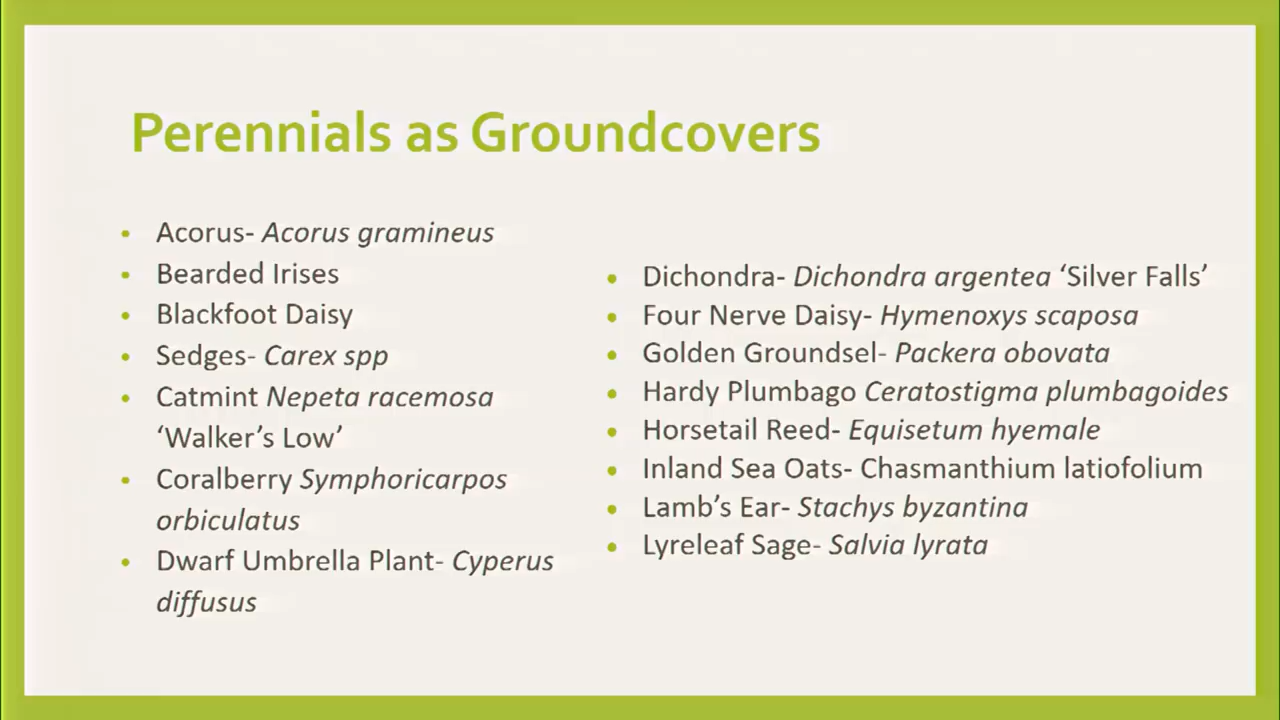 Perennials as Groundcovers
• Acorus- Acorus gramineus
• Bearded Irises
• Blackfoot Daisy
• Sedges- Carex spp
• Catmint Nepeta racemosa
‘Walker’s Low’
• Coralberry Symphoricarpos
orbiculatus
• Dwarf Umbrella Plant- Cyperus
diffusus
• Dichondra- Dichondra argentea ‘Silver Falls’
• Four Nerve Daisy- Hymenoxys scaposa
• Golden Groundsel- Packera obovata
• Hardy Plumbago Ceratostigma plumbagoides
• Horsetail Reed- Equisetum hyemale
• Inland Sea Oats- Chasmanthium latiofolium
• Lamb’s Ear- Stachys byzantina
• Lyreleaf Sage- Salvia lyrata